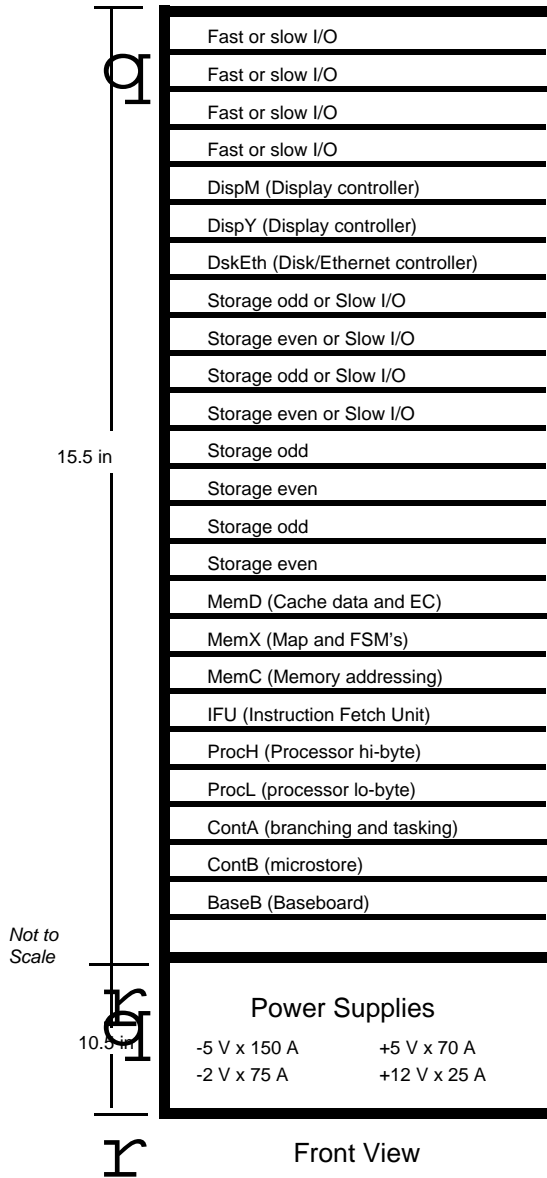 Fast or slow I/O
q
Fast or slow I/O
Fast or slow I/O
Fast or slow I/O
DispM (Display controller)
DispY (Display controller)
DskEth (Disk/Ethernet controller)
Storage odd or Slow I/O
Storage even or Slow I/O
Storage odd or Slow I/O
Storage even or Slow I/O
15.5 in
Storage odd
Storage even
Storage odd
Storage even
MemD (Cache data and EC)
MemX (Map and FSM's)
MemC (Memory addressing)
IFU (Instruction Fetch Unit)
ProcH (Processor hi-byte)
ProcL (processor lo-byte)
ContA (branching and tasking)
ContB (microstore)
BaseB (Baseboard)
Not to
Scale
r
q
10.5 in
Power Supplies
-5 V x 150 A +5 V x 70 A
-2 V x 75 A +12 V x 25 A
r
Front View